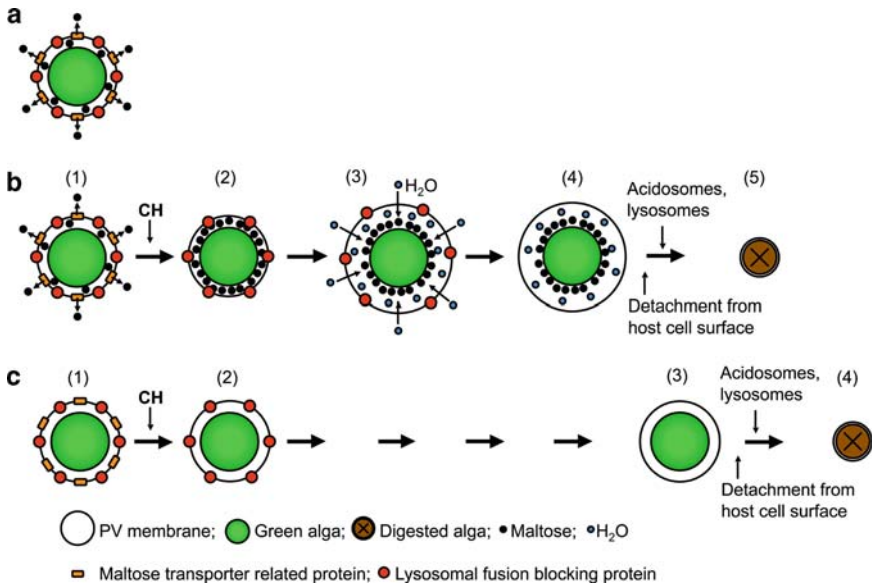 a
b
(1)
CH
(2)
(3)
H₂O
(4)
Acidosomes,
lysosomes
(5)
Detachment from
host cell surface
c
(1)
CH
(2)
(3)
Acidosomes,
lysosomes
(4)
Detachment from
host cell surface
PV membrane; Green alga; Digested alga; Maltose; H₂O
Maltose transporter related protein; Lysosomal fusion blocking protein